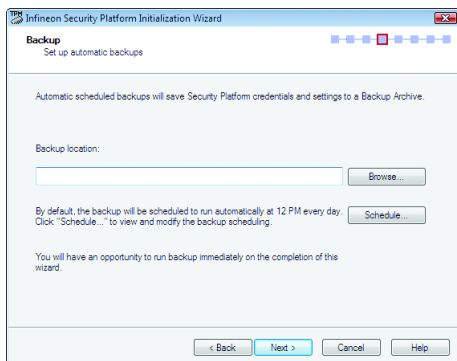 TPM
Infineon Security Platform Initialization Wizard
Backup
Set up automatic backups
Automatic scheduled backups will save Security Platform credentials and settings to a Backup Archive.
Backup location:
Browse...
By default, the backup will be scheduled to run automatically at 12 PM every day.
Click "Schedule..." to view and modify the backup scheduling.
Schedule...
You will have an opportunity to run backup immediately on the completion of this
wizard.
< Back
Next >
Cancel
Help